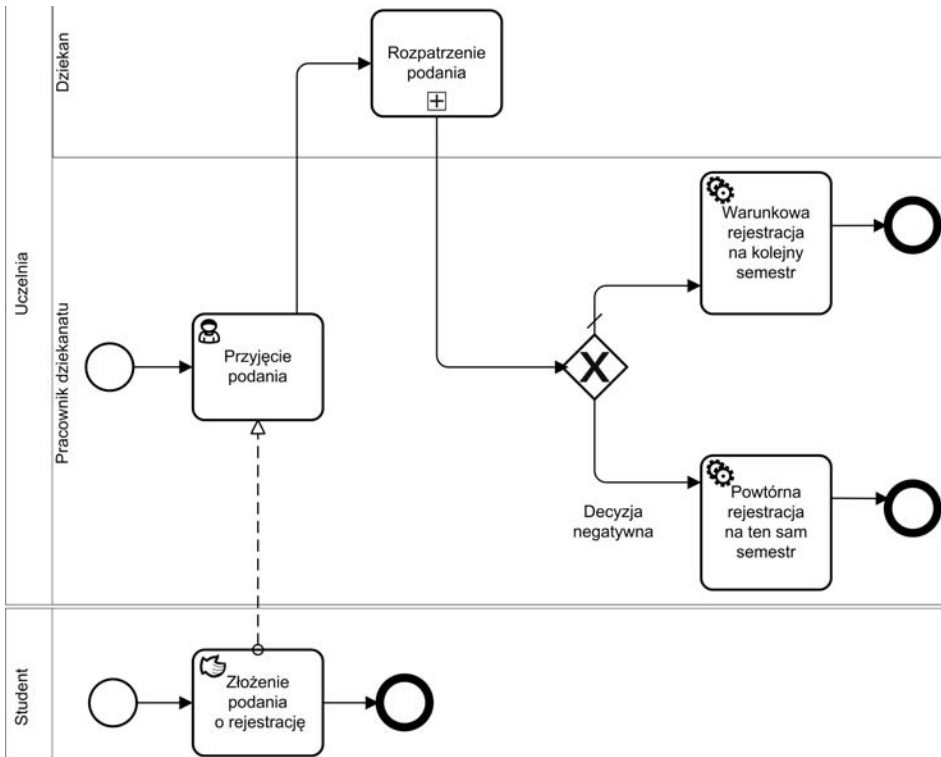 Uczelnia
Dziekan
Rozpatrzenie
podania
Pracownik dziekanatu
Przyjęcie
podania
Warunkowa
rejestracja
na kolejny
semestr
X
Decyzja
negatywna
Powtórna
rejestracja
na ten sam
semestr
Student
Złożenie
podania
o rejestrację